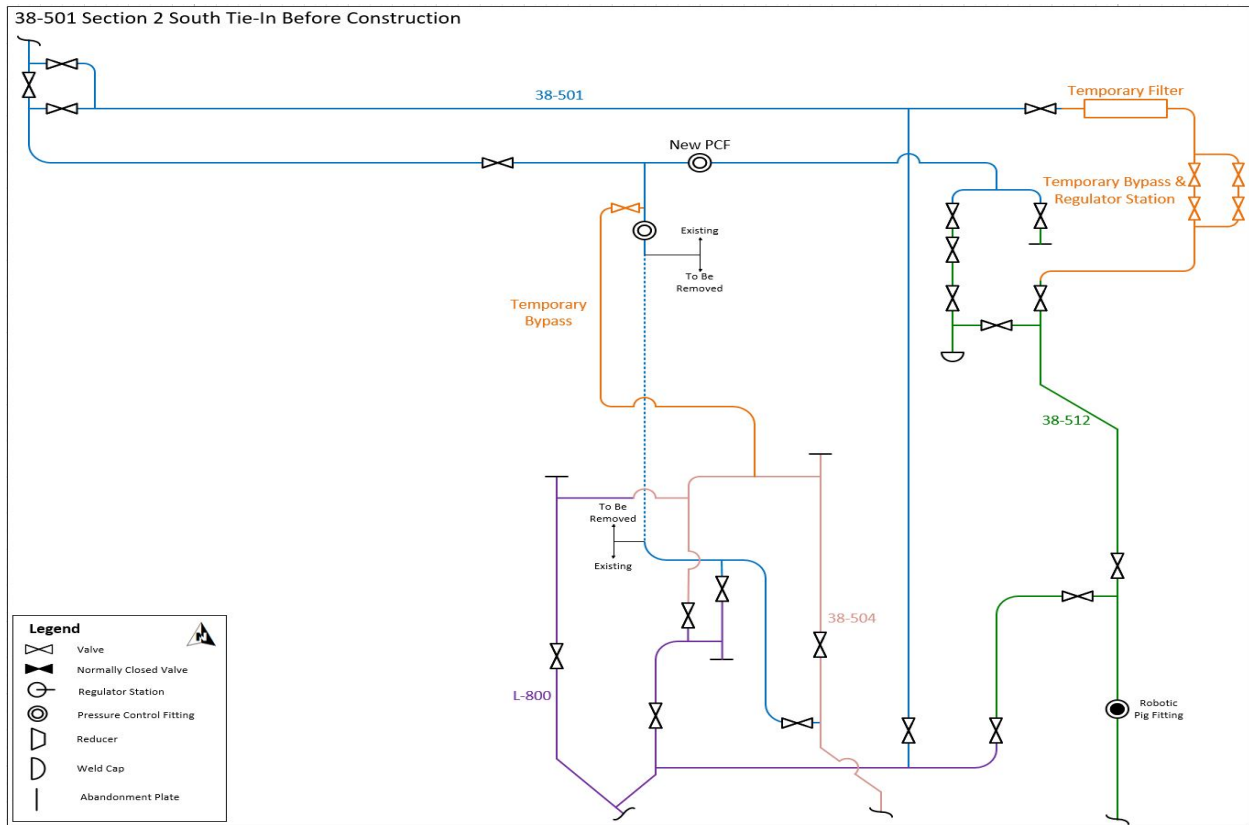 38-501 Section 2 South Tie-In Before Construction
38-501
Temporary Filter
New PCF
Temporary Bypass &
Regulator Station
Existing
To Be
Removed
Temporary
Bypass
38-512
To Be
Removed
Existing
38-504
L-800
Robotic
Pig Fitting
Legend
N
Valve
Normally Closed Valve
Regulator Station
Pressure Control Fitting
Reducer
Weld Cap
Abandonment Plate